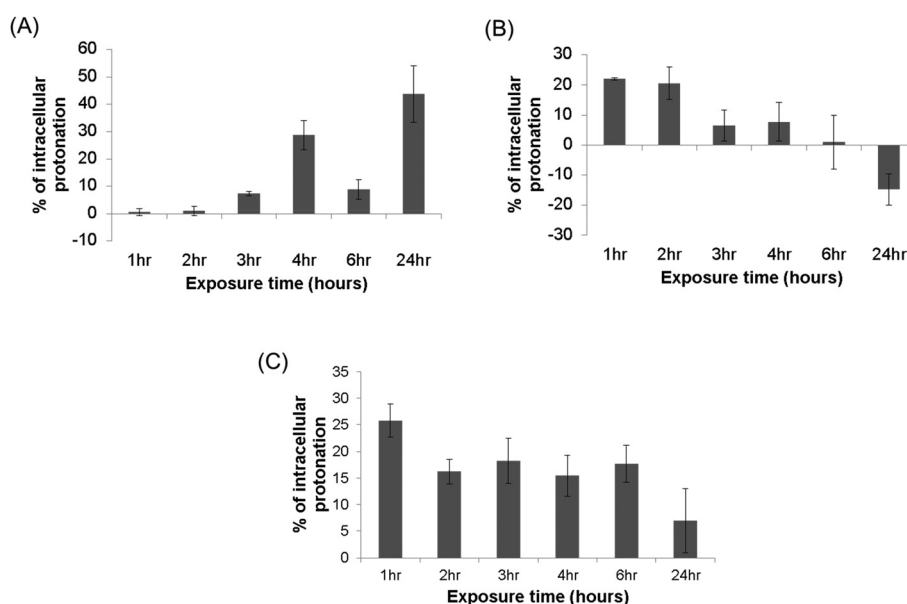 (A)
% of intracellular
protonation
60
50
40
30
20
10
0
-10
1hr 2hr 3hr 4hr 6hr 24hr
Exposure time (hours)
(B)
% of intracellular
protonation
30
20
10
0
-10
-20
-30
1hr 2hr 3hr 4hr 6hr 24hr
Exposure time (hours)
(C)
% of intracellular
protonation
35
30
25
20
15
10
5
0
1hr 2hr 3hr 4hr 6hr 24hr
Exposure time (hours)